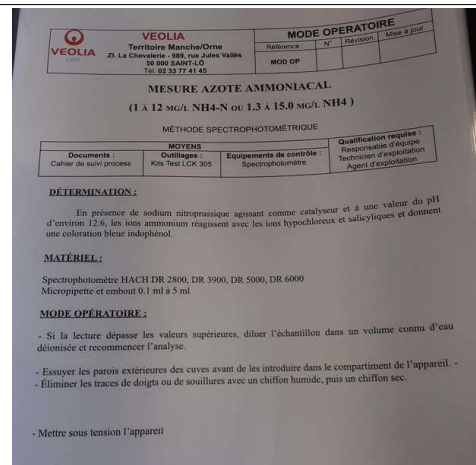 VEOLIA
EAU
VEOLIA
Territoire Manche/Orne
ZI. La Chevalerie - 989, rue Jules Vallès
50 000 SAINT-LÔ
Tél. 02 33 77 41 45
MODE OPERATOIRE
Référence : N° Révision Mise à jour
MOD OP
MESURE AZOTE AMMONIACAL
(1 À 12 MG/L NH4-N OU 1.3 À 15.0 MG/L NH4 )
MÉTHODE SPECTROPHOTOMÉTRIQUE
MOYENS
Documents :
Cahier de suivi process
Outillages :
Kits Test LCK 305
Equipements de contrôle :
Spectrophotomètre
Qualification requise :
Responsable d'équipe
Technicien d'exploitation
Agent d'exploitation
DÉTERMINATION :
En présence de sodium nitroprussique agissant comme catalyseur et à une valeur du pH
d'environ 12.6, les ions ammonium réagissent avec les ions hypochloreux et salicyliques et donnent
une coloration bleue indophénol.
MATÉRIEL :
Spectrophotomètre HACH DR 2800, DR 3900, DR 5000, DR 6000
Micropipette et embout 0.1 ml à 5 ml
MODE OPÉRATOIRE :
- Si la lecture dépasse les valeurs supérieures, diluer l'échantillon dans un volume connu d'eau
déionisée et recommencer l'analyse.
- Essuyer les parois extérieures des cuves avant de les introduire dans le compartiment de l'appareil. -
- Éliminer les traces de doigts ou de souillures avec un chiffon humide, puis un chiffon sec.
- Mettre sous tension l'appareil